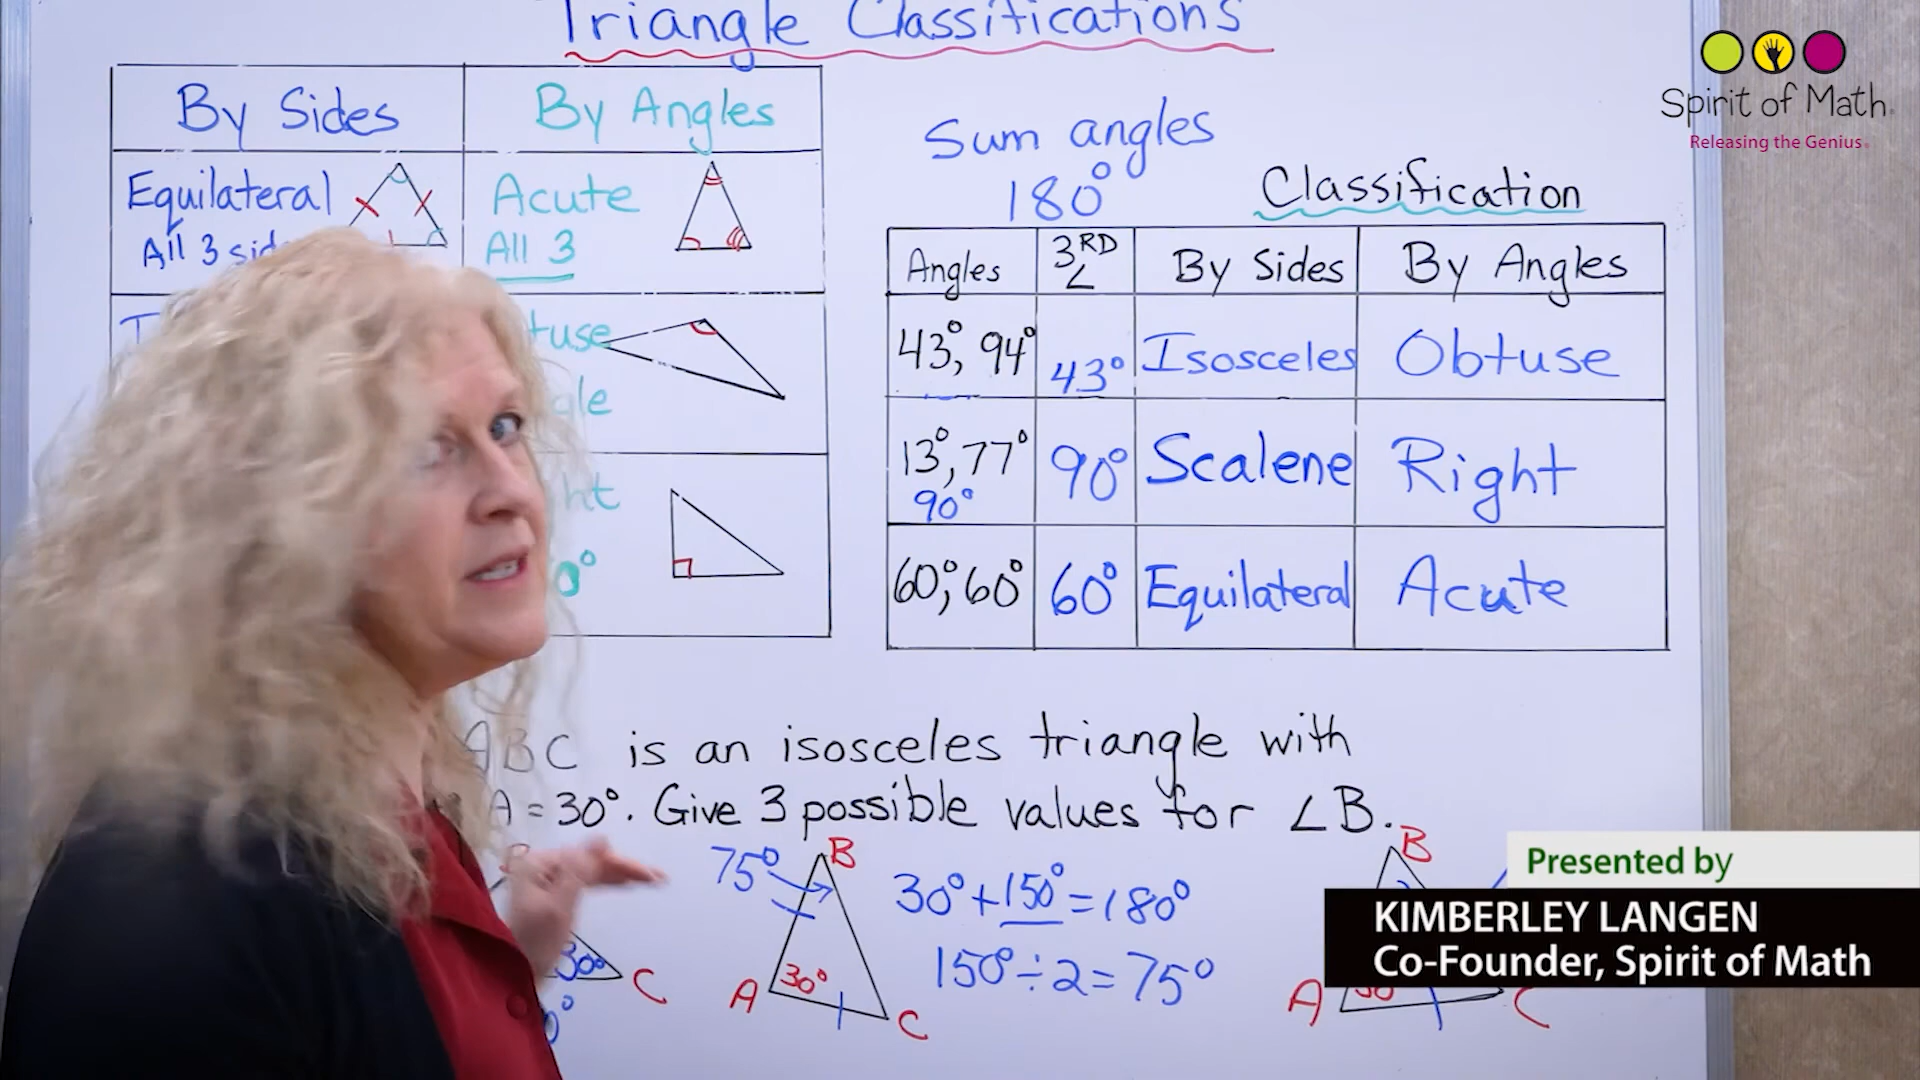 Triangle Classifications
Spirit of Math
Releasing the Genius
By Sides
By Angles
Equilateral
All 3
Acute
All 3
90°
Sum angles
180°
Classification
Angles
3RD ∠
By Sides
By Angles
43°, 94°
43°
Isosceles
Obtuse
13°, 77°
90°
90°
Scalene
Right
60°, 60°
60°
Equilateral
Acute
ABC is an isosceles triangle with
A = 30°. Give 3 possible values for ∠B.
30°
C
75°
B
30°
A
C
30° + 150° = 180°
150° ÷ 2 = 75°
B
A
C
Presented by
KIMBERLEY LANGEN
Co-Founder, Spirit of Math